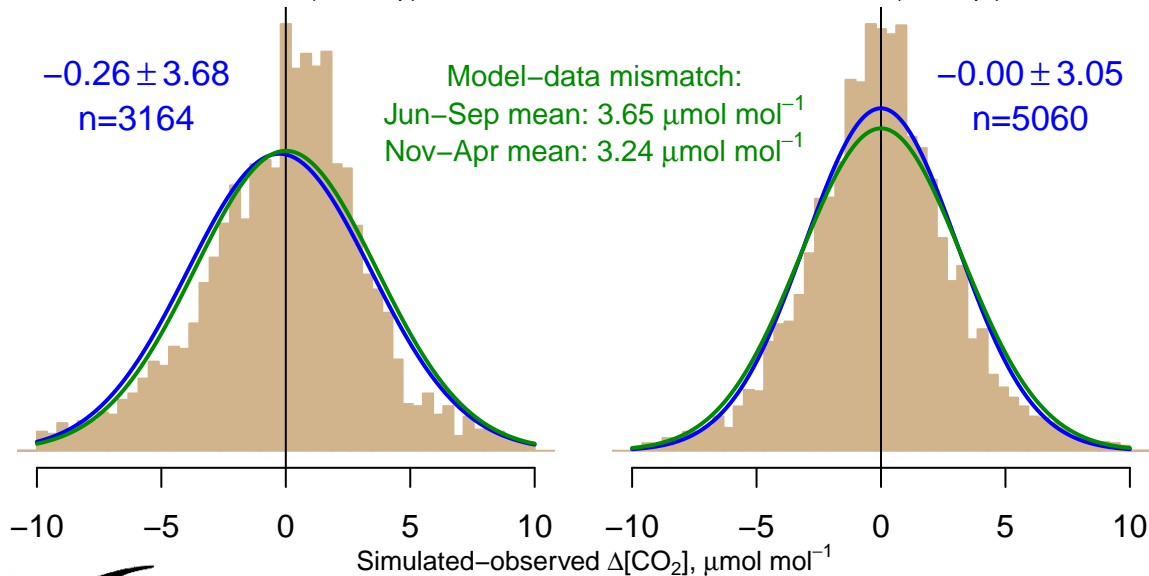 −0.26 ± 3.68
n=3164
Model−data mismatch:
Jun−Sep mean: 3.65 μmol mol⁻¹
Nov−Apr mean: 3.24 μmol mol⁻¹
−0.00 ± 3.05
n=5060
−10 −5 0 5 10
−10 −5 0 5 10
Simulated−observed Δ[CO₂], μmol mol⁻¹